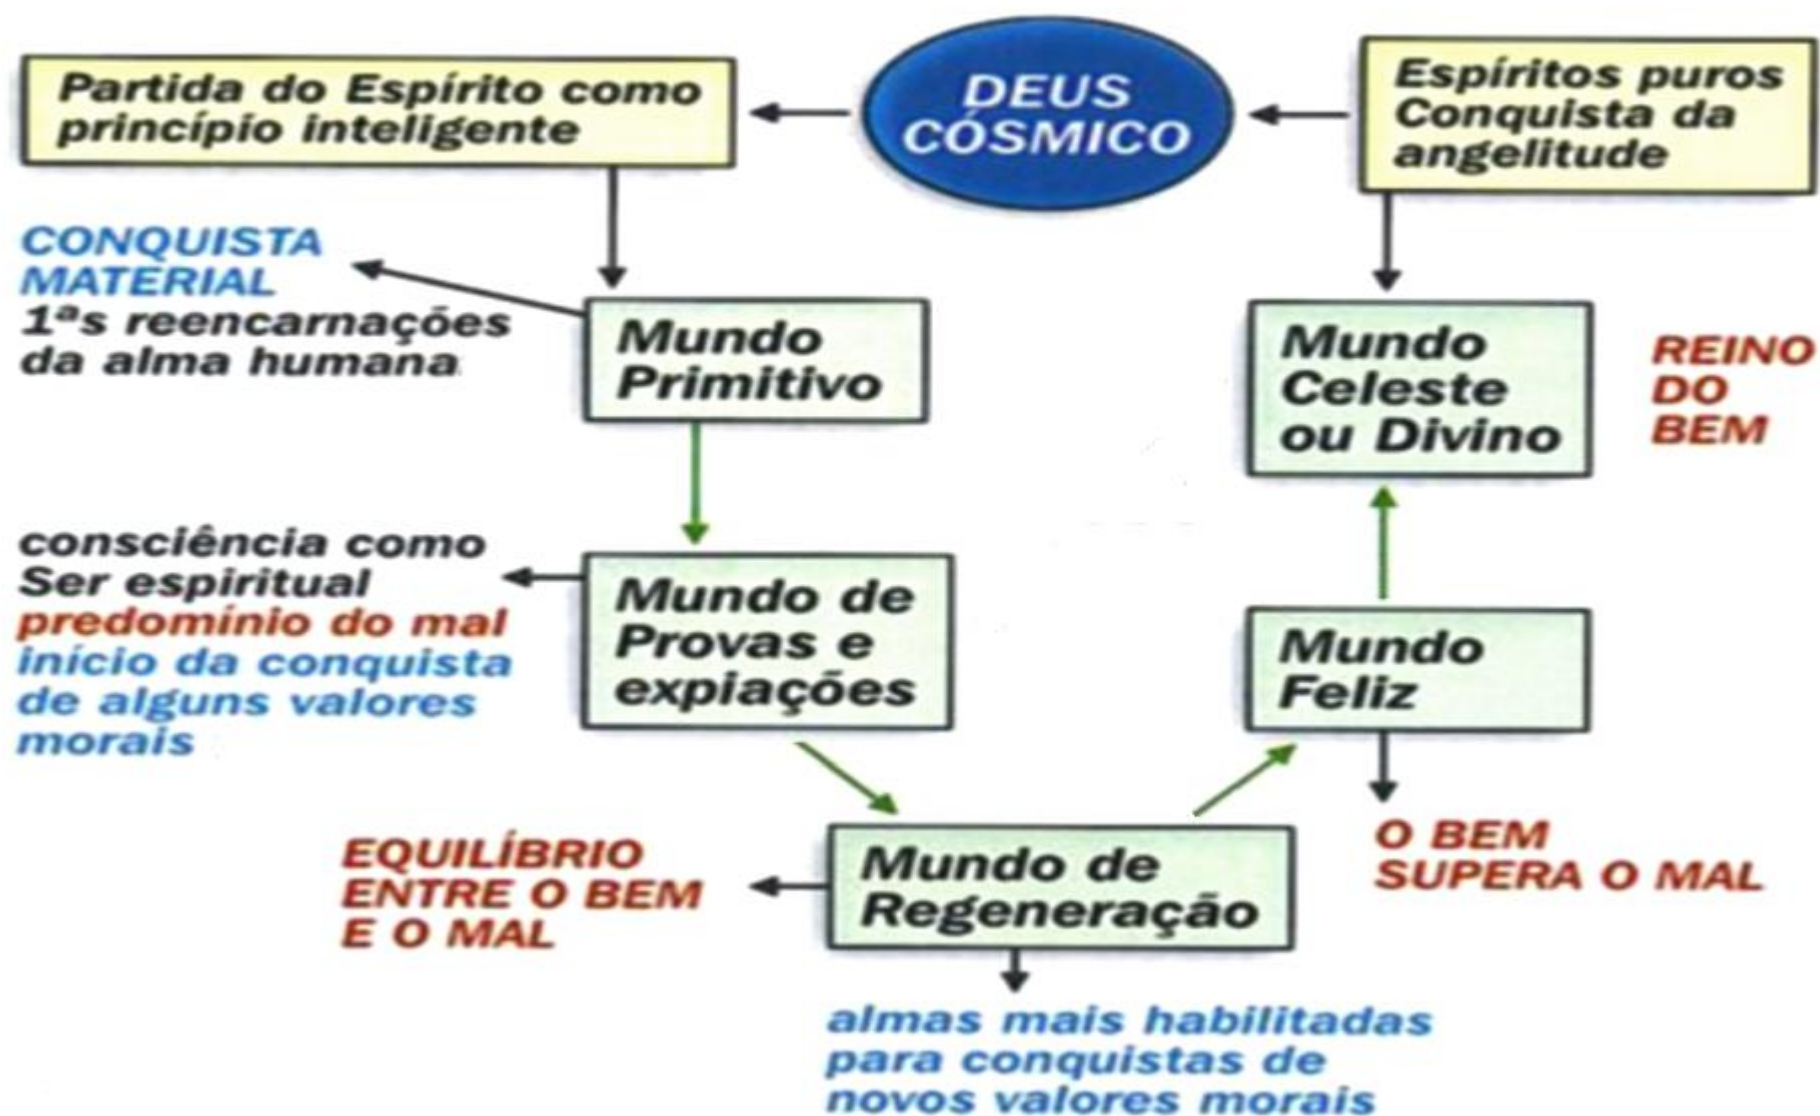 Partida do Espírito como
princípio inteligente
DEUS
CÓSMICO
Espíritos puros
Conquista da
angelitude
CONQUISTA
MATERIAL
1ªs reencarnações
da alma humana
Mundo
Primitivo
Mundo
Celeste
ou Divino
REINO
DO
BEM
consciência como
Ser espiritual
predomínio do mal
início da conquista
de alguns valores
morais
Mundo de
Provas e
expiações
Mundo
Feliz
EQUILÍBRIO
ENTRE O BEM
E O MAL
Mundo de
Regeneração
O BEM
SUPERA O MAL
almas mais habilitadas
para conquistas de
novos valores morais